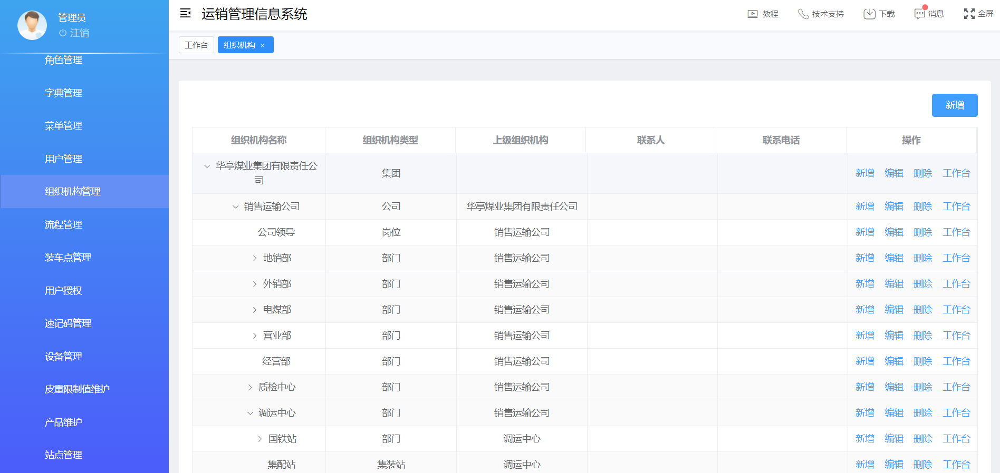 管理员
注销
角色管理
字典管理
菜单管理
用户管理
组织机构管理
流程管理
装车点管理
用户授权
速记码管理
设备管理
皮重限制值维护
产品维护
站点管理
运销管理信息系统
教程 技术支持 下载 消息 全屏
工作台 组织机构 ×
新增
组织机构名称 组织机构类型 上级组织机构 联系人 联系电话 操作
华亭煤业集团有限责任公
司 集团 新增 编辑 删除 工作台
销售运输公司 公司 华亭煤业集团有限责任公司 新增 编辑 删除 工作台
公司领导 岗位 销售运输公司 新增 编辑 删除 工作台
地销部 部门 销售运输公司 新增 编辑 删除 工作台
外销部 部门 销售运输公司 新增 编辑 删除 工作台
电煤部 部门 销售运输公司 新增 编辑 删除 工作台
营业部 部门 销售运输公司 新增 编辑 删除 工作台
经营部 部门 销售运输公司 新增 编辑 删除 工作台
质检中心 部门 销售运输公司 新增 编辑 删除 工作台
调运中心 部门 销售运输公司 新增 编辑 删除 工作台
国铁站 部门 调运中心 新增 编辑 删除 工作台
集配站 集装站 调运中心 新增 编辑 删除 工作台